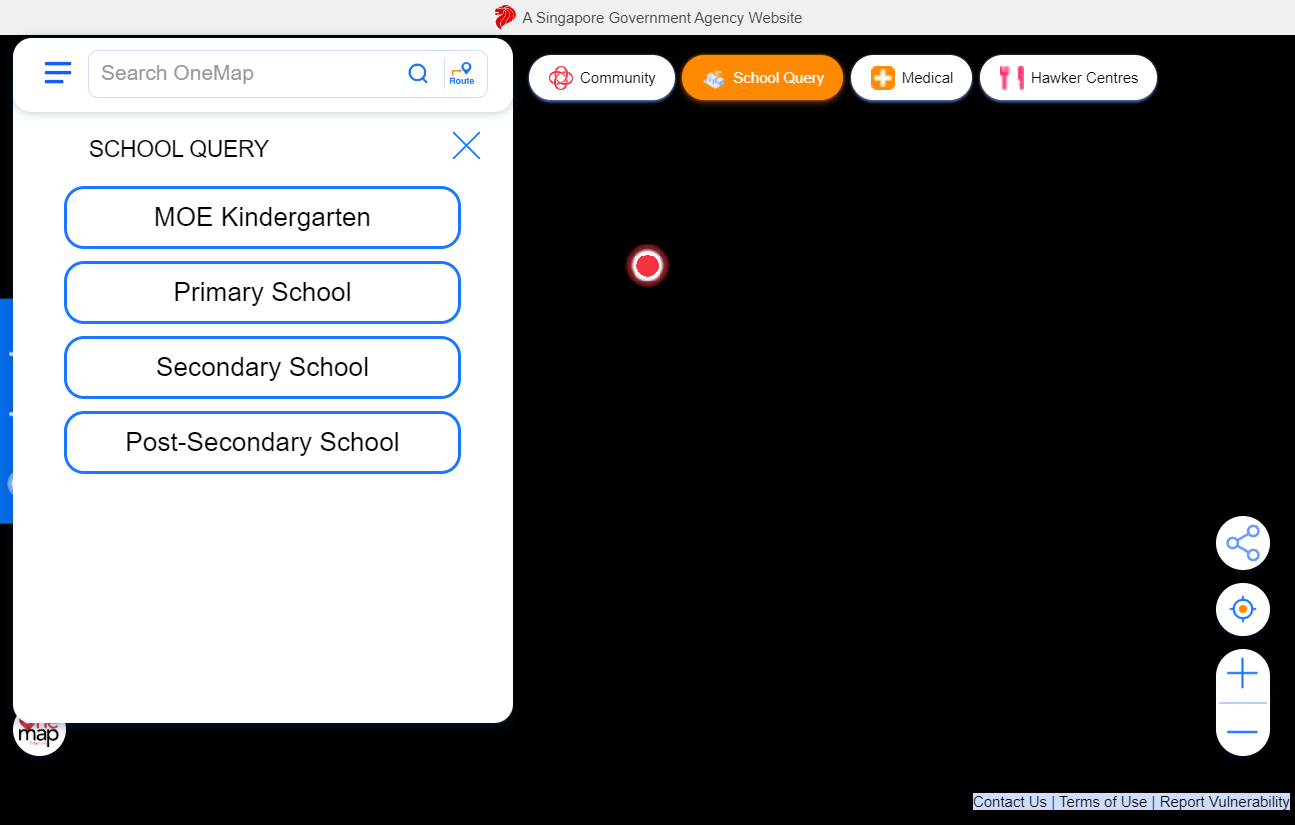 A Singapore Government Agency Website
Search OneMap
Route
Community
School Query
Medical
Hawker Centres
SCHOOL QUERY
MOE Kindergarten
Primary School
Secondary School
Post-Secondary School
map
Contact Us | Terms of Use | Report Vulnerability